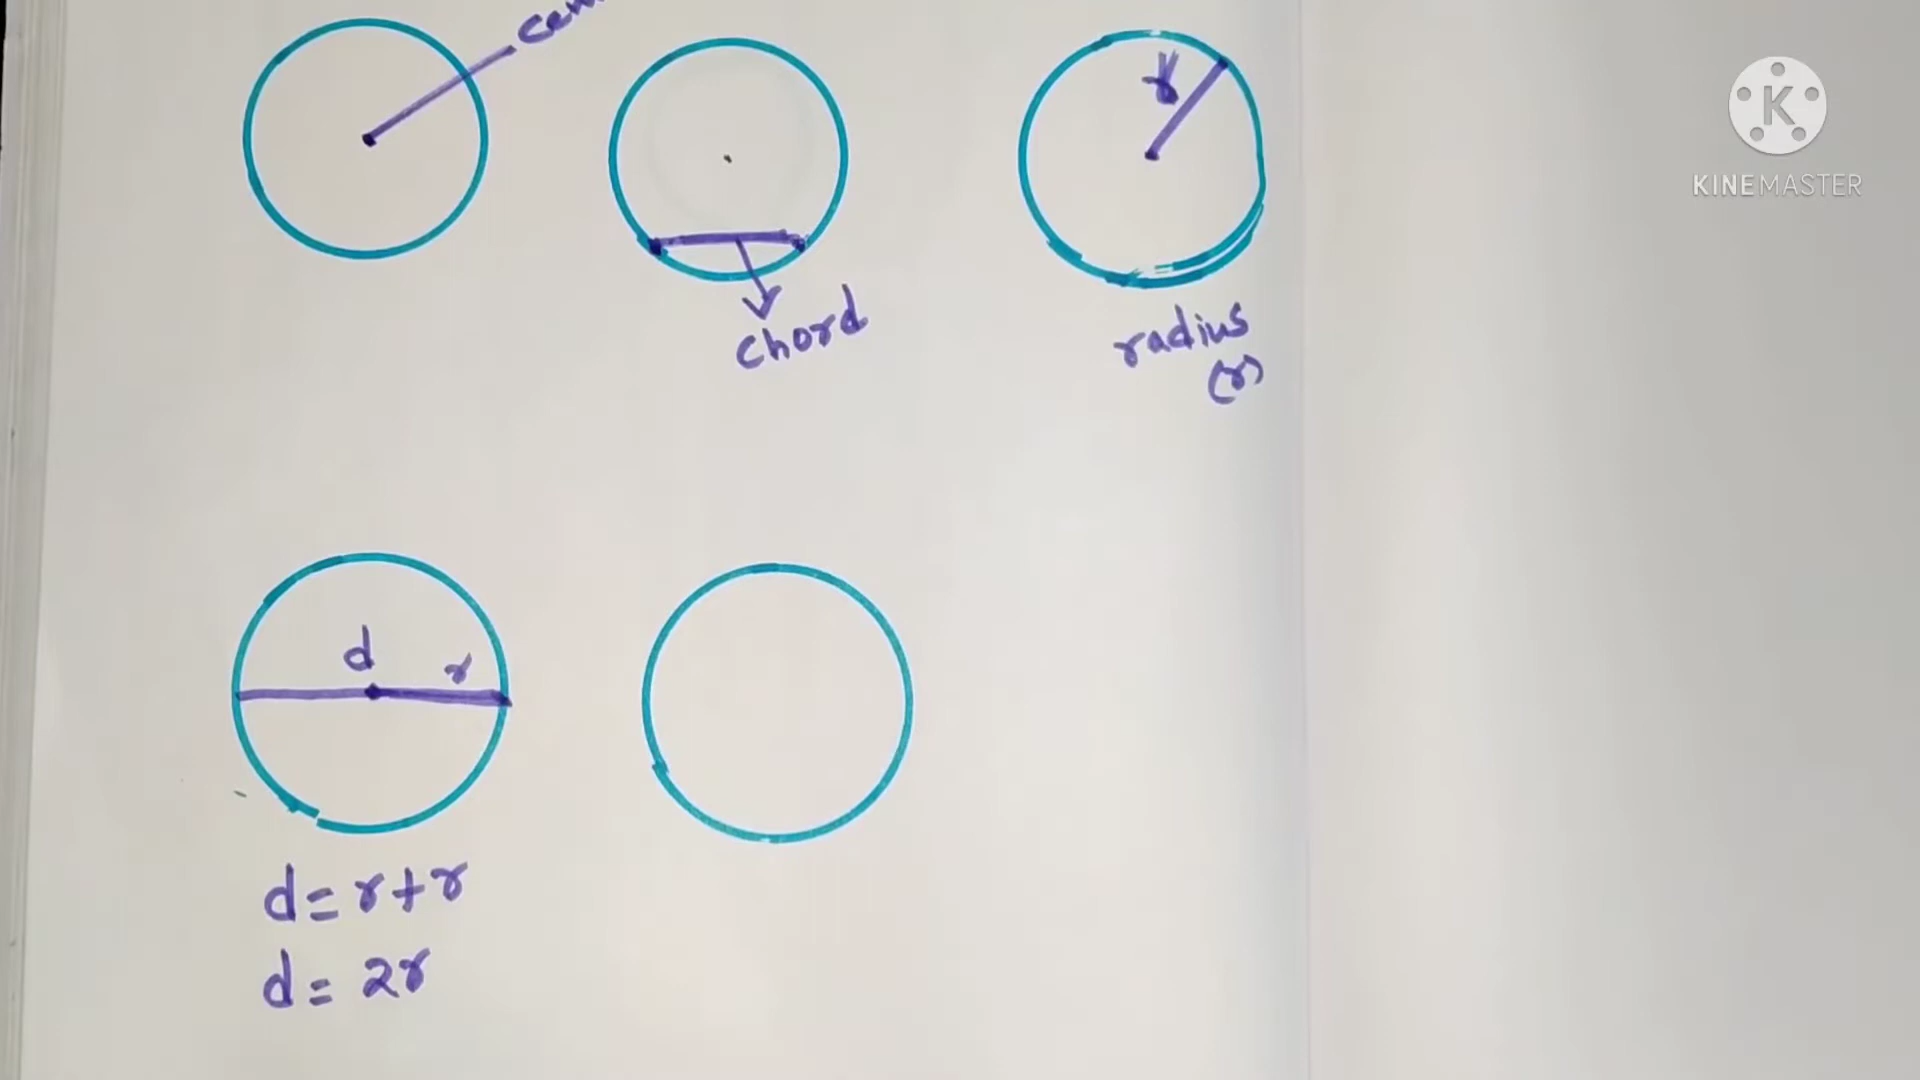 K
KINEMASTER
r
chord
radius
(r)
d
r
d = r + r
d = 2r